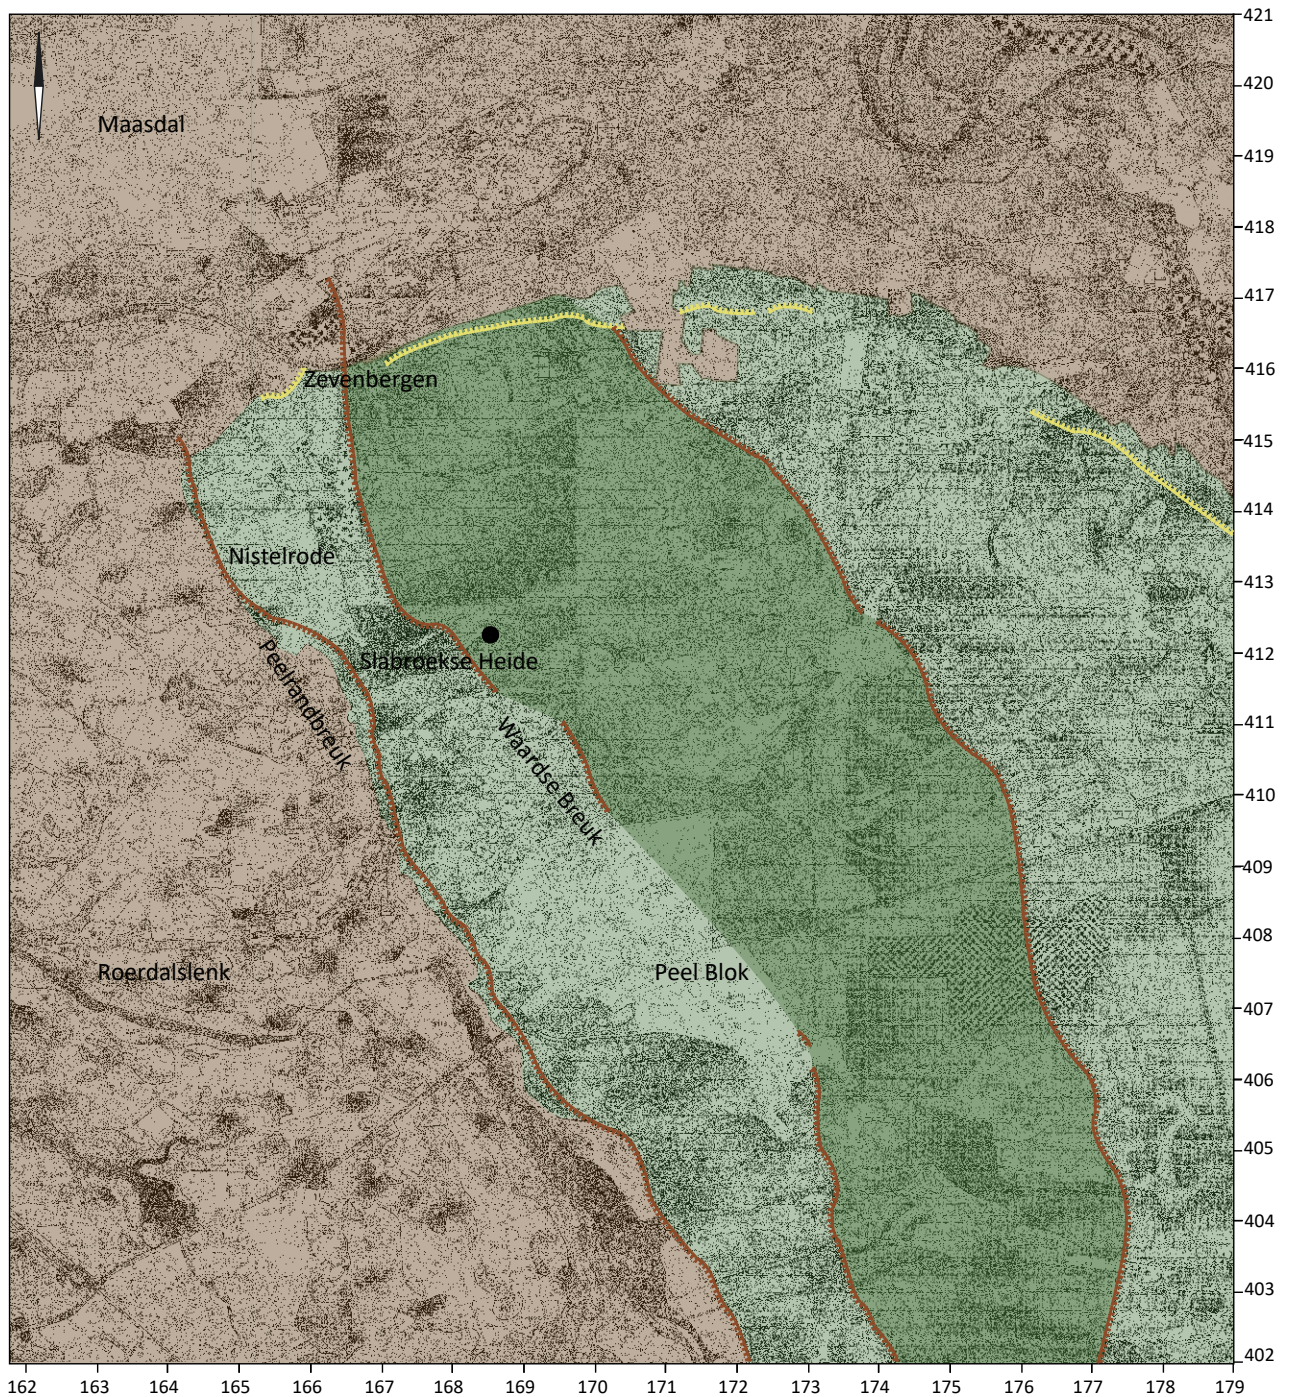 421
420
Maasdal
419
418
417
416
Zevenbergen
415
414
Nistelrode
413
412
Slabroekse Heide
Peelrandbreuk
411
Waardse Breuk
410
409
408
Roerdalslenk
Peel Blok
407
406
405
404
403
402
162 163 164 165 166 167 168 169 170 171 172 173 174 175 176 177 178 179